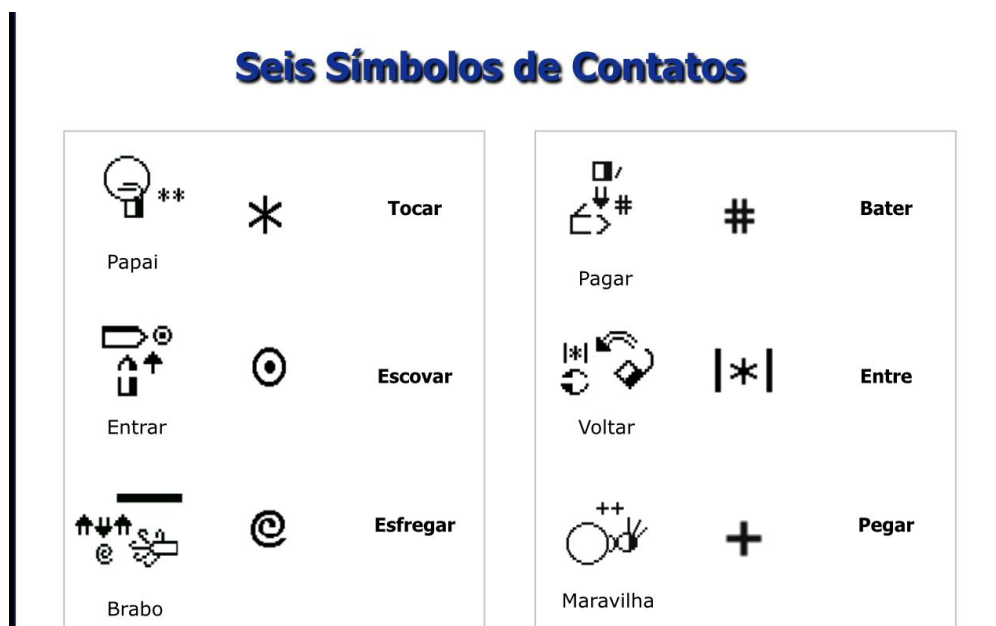 Seis Símbolos de Contatos
**
*
Tocar
Papai
Escovar
Entrar
@
@
Esfregar
Brabo
#
#
Bater
Pagar
|*|
|*|
Entre
Voltar
++
+
Pegar
Maravilha